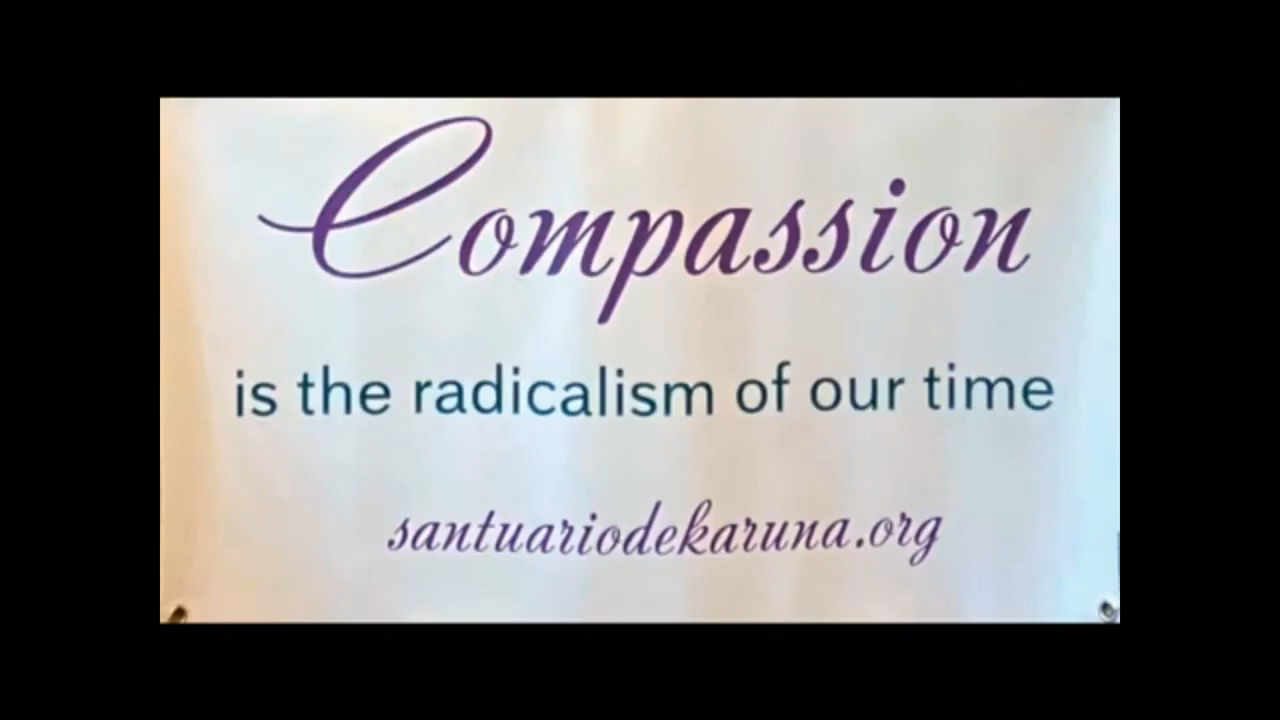 Compassion
is the radicalism of our time
santuariodekaruna.org